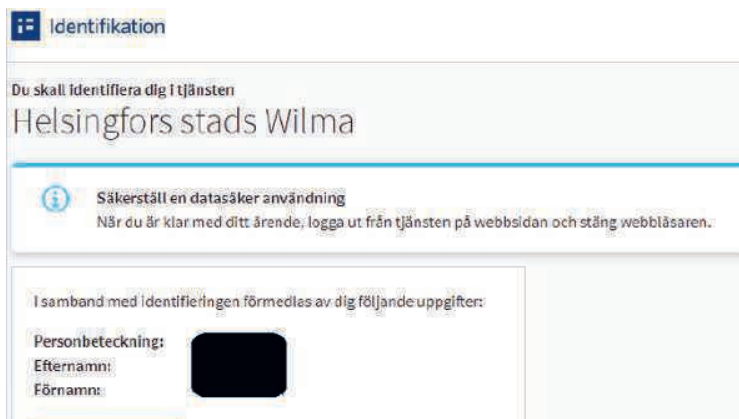 Identifikation
Du skall identifiera dig i tjänsten
Helsingfors stads Wilma
Säkerställ en datasäker användning
När du är klar med ditt ärende, logga ut från tjänsten på webbsidan och stäng webbläsaren.
I samband med identifieringen förmedlas av dig följande uppgifter:
Personbeteckning:
Efternamn:
Förnamn: